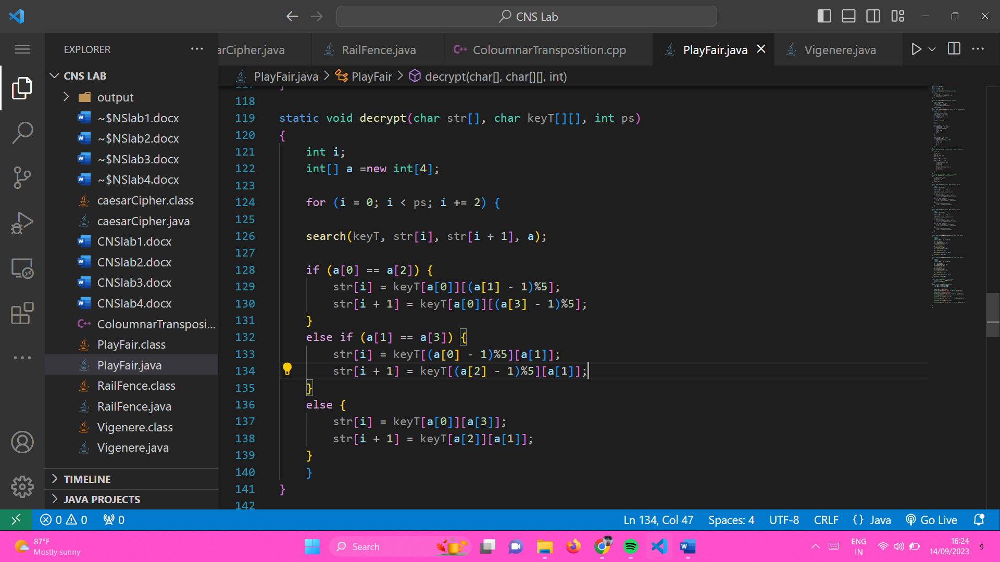 CNS Lab
EXPLORER
CNS LAB
output
~$NSlab1.docx
~$NSlab2.docx
~$NSlab3.docx
~$NSlab4.docx
caesarCipher.class
caesarCipher.java
CNSlab1.docx
CNSlab2.docx
CNSlab3.docx
CNSlab4.docx
ColoumnarTransposi...
PlayFair.class
PlayFair.java
RailFence.class
RailFence.java
Vigenere.class
Vigenere.java
TIMELINE
JAVA PROJECTS
arCipher.java
RailFence.java
ColoumnarTransposition.cpp
PlayFair.java
Vigenere.java
PlayFair.java > PlayFair > decrypt(char[], char[][], int)
118
119 static void decrypt(char str[], char keyT[][], int ps)
120 {
121 int i;
122 int[] a =new int[4];
123
124 for (i = 0; i < ps; i += 2) {
125
126 search(keyT, str[i], str[i + 1], a);
127
128 if (a[0] == a[2]) {
129 str[i] = keyT[a[0]][(a[1] - 1)%5];
130 str[i + 1] = keyT[a[0]][(a[3] - 1)%5];
131 }
132 else if (a[1] == a[3]) {
133 str[i] = keyT[(a[0] - 1)%5][a[1]];
134 str[i + 1] = keyT[(a[2] - 1)%5][a[1]];
135 }
136 else {
137 str[i] = keyT[a[0]][a[3]];
138 str[i + 1] = keyT[a[2]][a[1]];
139 }
140 }
141 }
142
0 0 0
Ln 134, Col 47 Spaces: 4 UTF-8 CRLF {} Java Go Live
87°F
Mostly sunny
Search
ENG
IN
16:24
14/09/2023
9